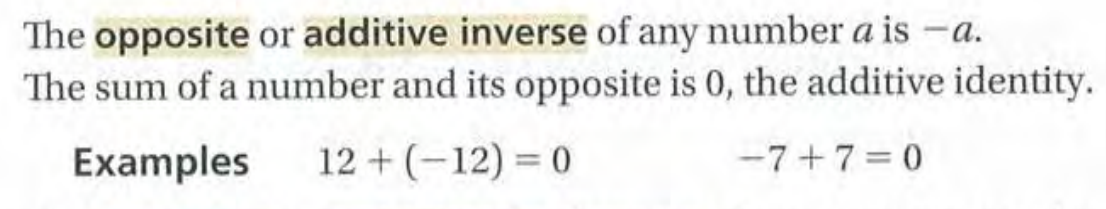 The opposite or additive inverse of any number a is −a.
The sum of a number and its opposite is 0, the additive identity.
Examples 12 + (−12) = 0 −7 + 7 = 0